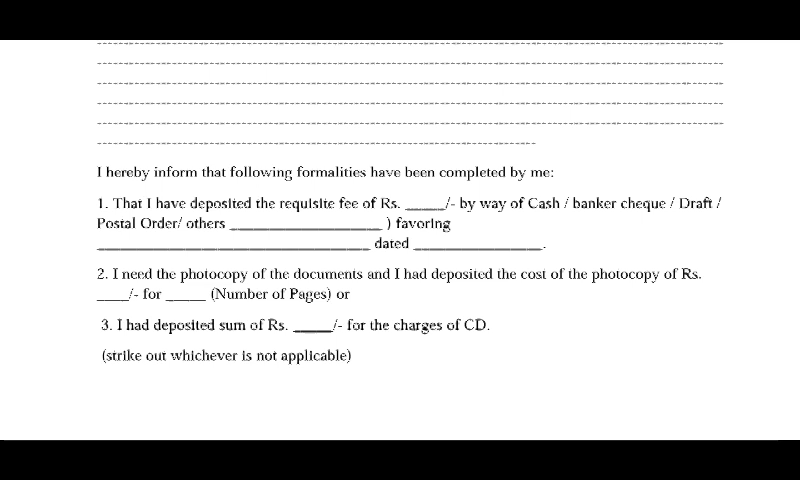 I hereby inform that following formalities have been completed by me:
1. That I have deposited the requisite fee of Rs. _____/- by way of Cash / banker cheque / Draft /
Postal Order/ others ____________________ ) favoring
____________________________________ dated _________________.
2. I need the photocopy of the documents and I had deposited the cost of the photocopy of Rs.
____/- for _____ (Number of Pages) or
3. I had deposited sum of Rs. _____/- for the charges of CD.
(strike out whichever is not applicable)